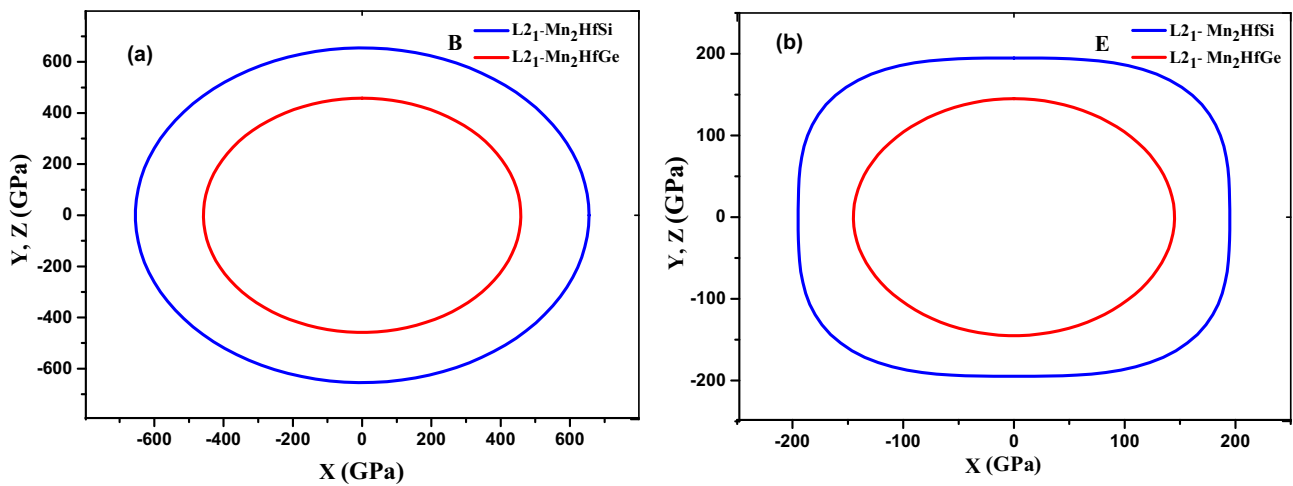 (a)
B
L2₁-Mn₂HfSi
L2₁-Mn₂HfGe
Y, Z (GPa)
600
400
200
0
-200
-400
-600
-600
-400
-200
0
200
400
600
X (GPa)
(b)
E
L2₁- Mn₂HfSi
L2₁- Mn₂HfGe
Y, Z (GPa)
200
100
0
-100
-200
-200
-100
0
100
200
X (GPa)